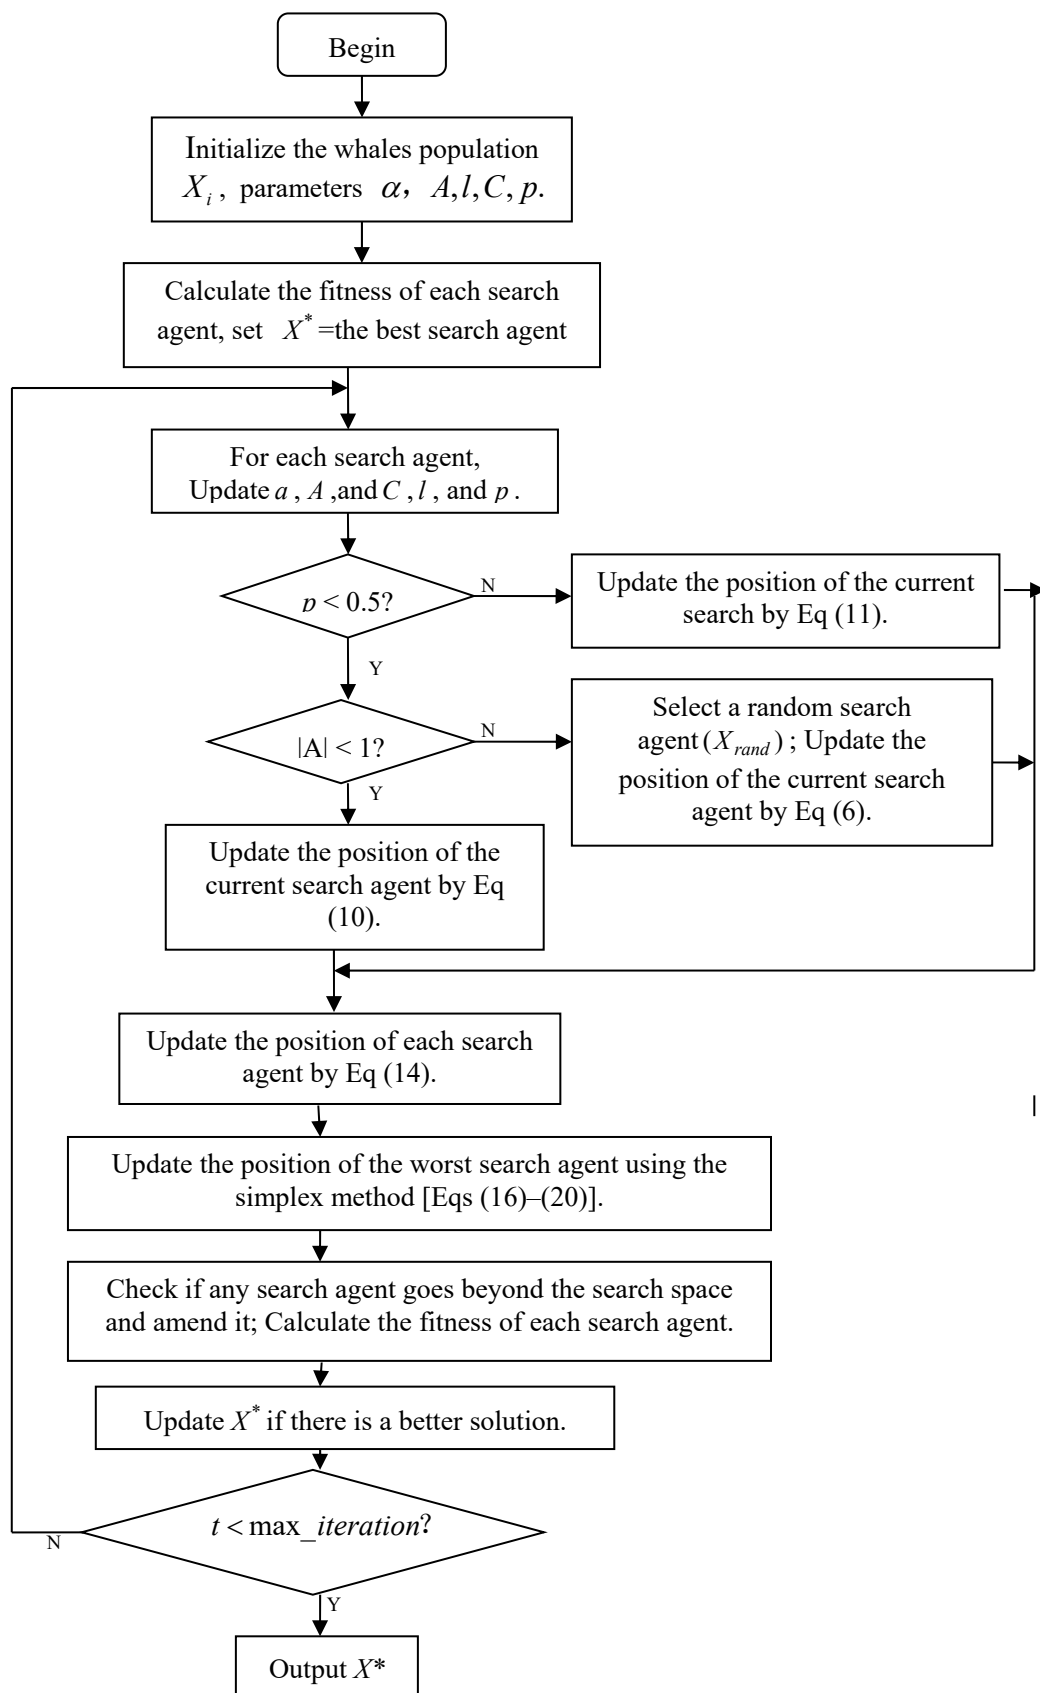 Begin
Initialize the whales population
X_i, parameters α, A,l,C,p.
Calculate the fitness of each search
agent, set X* =the best search agent
For each search agent,
Update a, A ,and C, l, and p.
p < 0.5?
N
Update the position of the current
search by Eq (11).
Y
|A| < 1?
N
Select a random search
agent(X_rand); Update the
position of the current search
agent by Eq (6).
Y
Update the position of the
current search agent by Eq
(10).
Update the position of each search
agent by Eq (14).
Update the position of the worst search agent using the
simplex method [Eqs (16)–(20)].
Check if any search agent goes beyond the search space
and amend it; Calculate the fitness of each search agent.
Update X* if there is a better solution.
t < max_iteration?
N
Y
Output X*